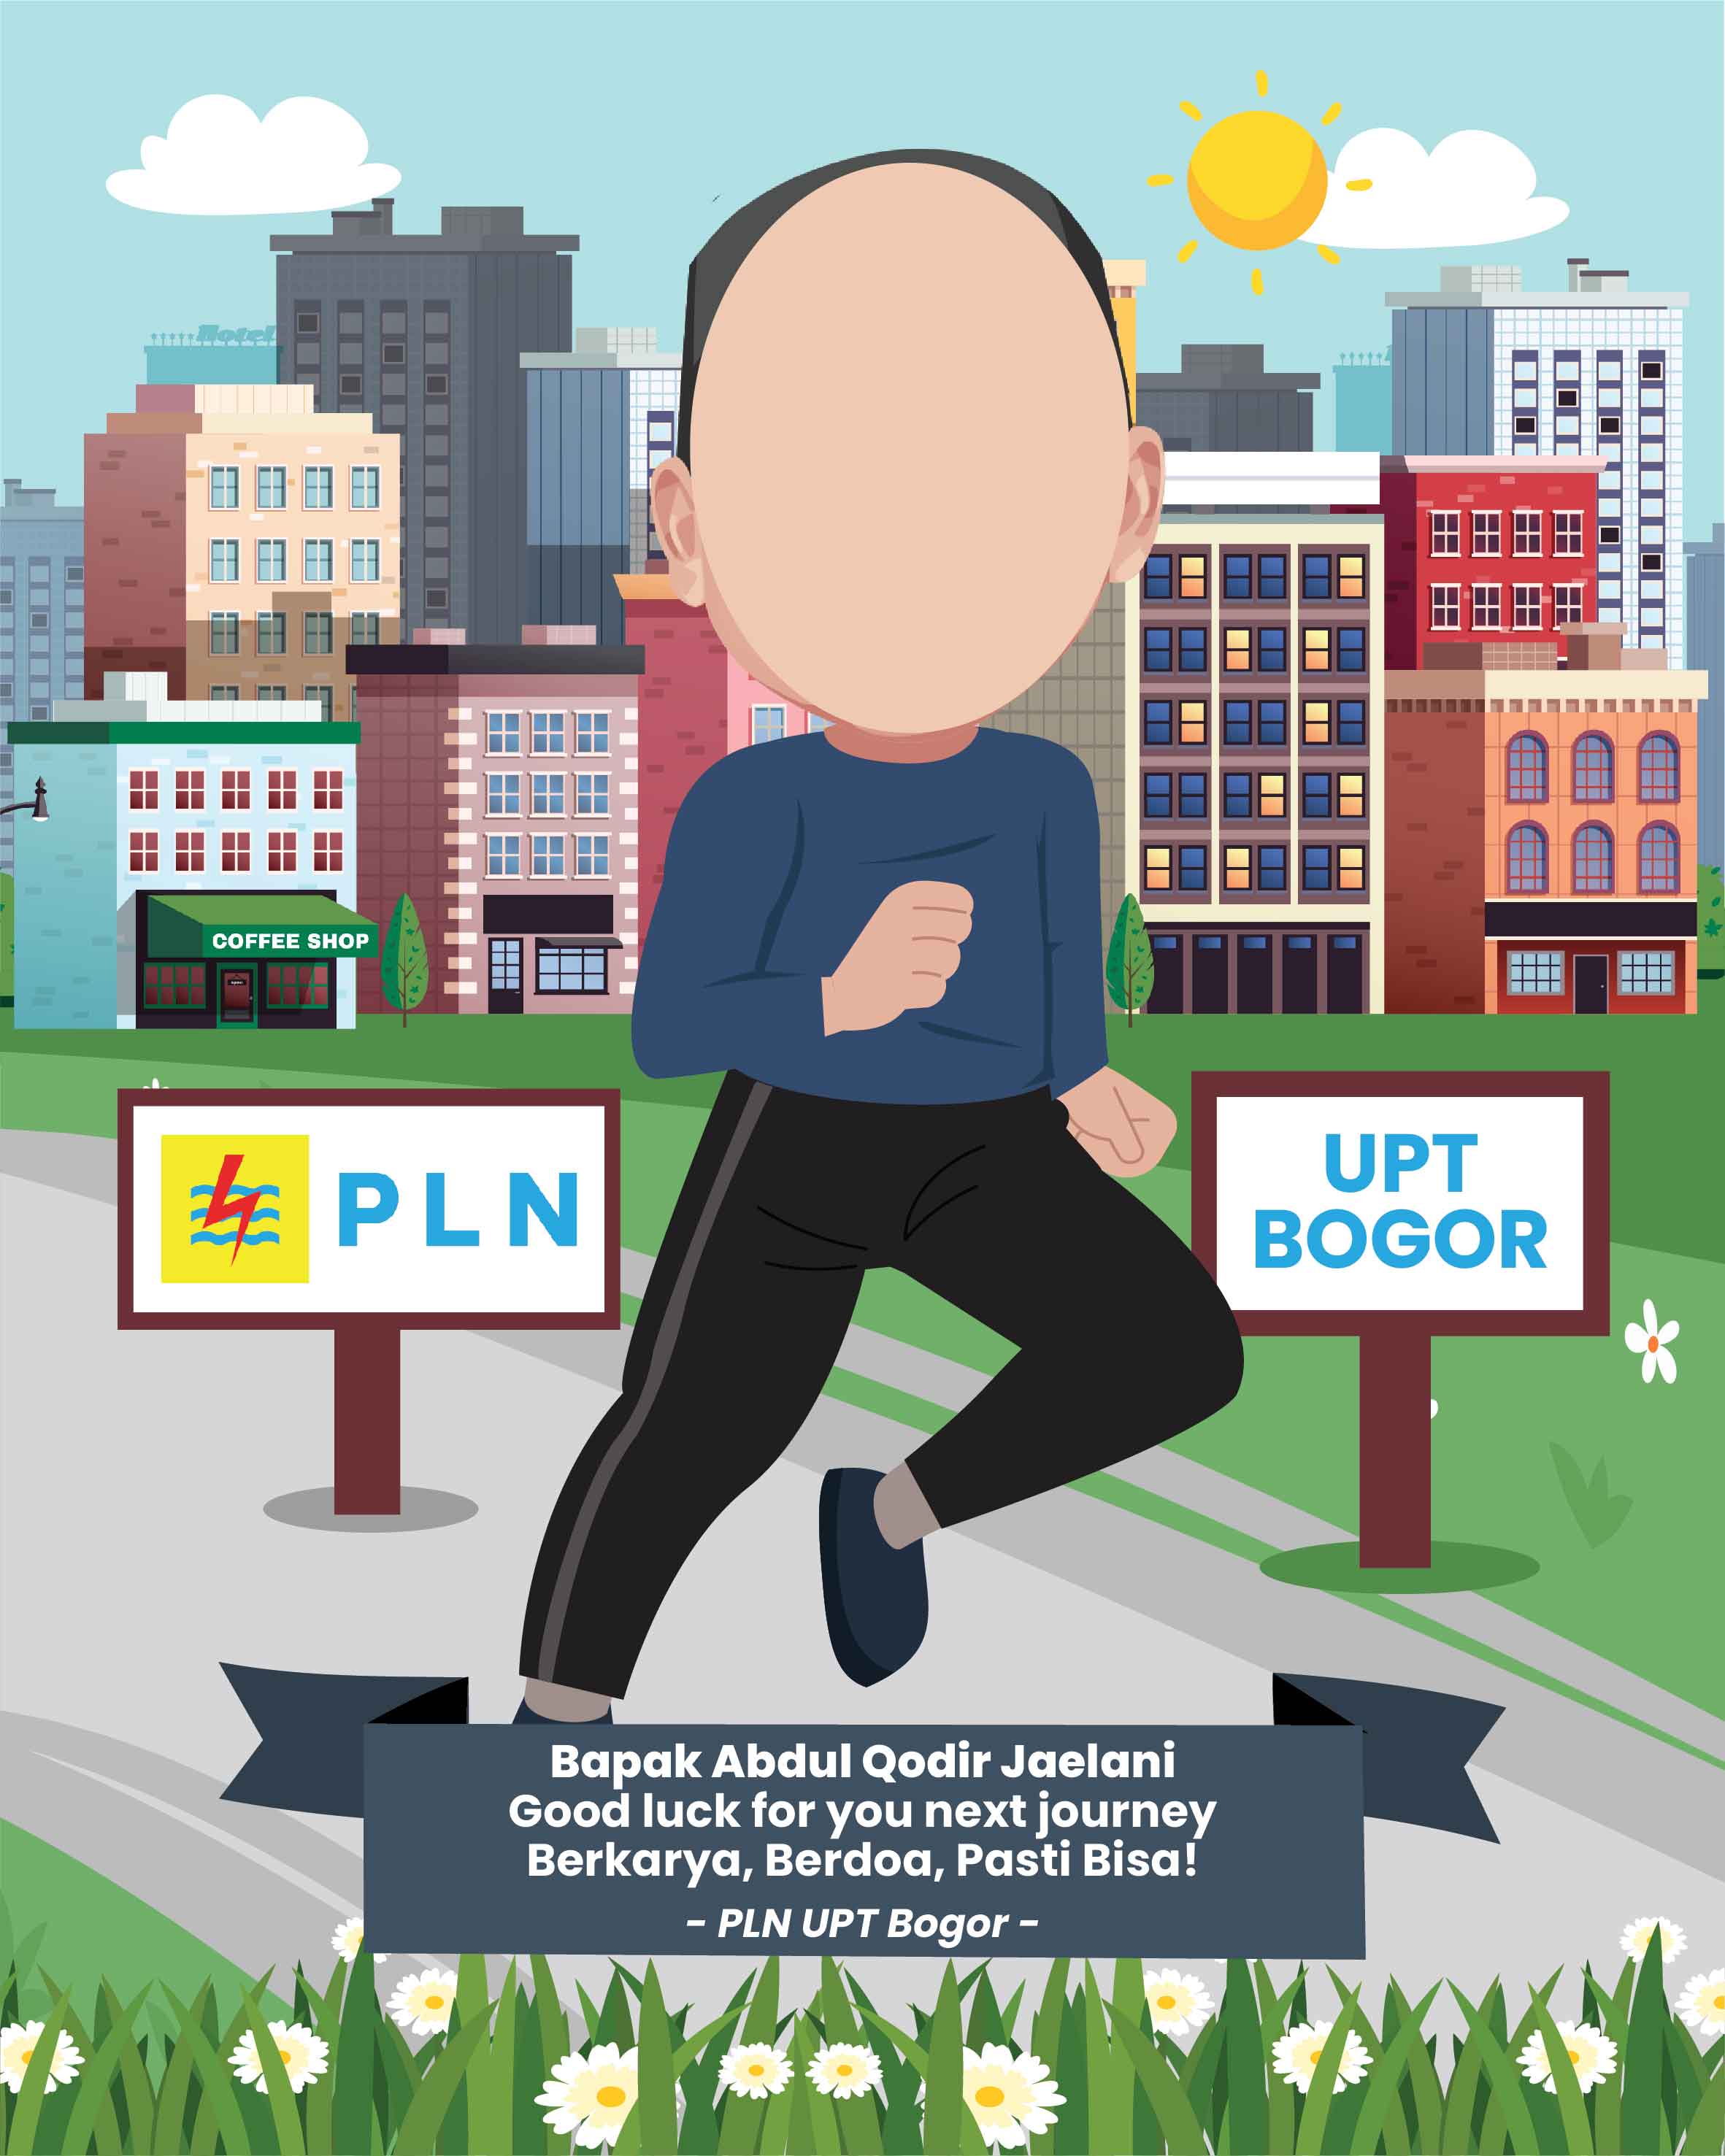 Hotel
COFFEE SHOP
PLN
UPT
BOGOR
Bapak Abdul Qodir Jaelani
Good luck for you next journey
Berkarya, Berdoa, Pasti Bisa!
- PLN UPT Bogor -